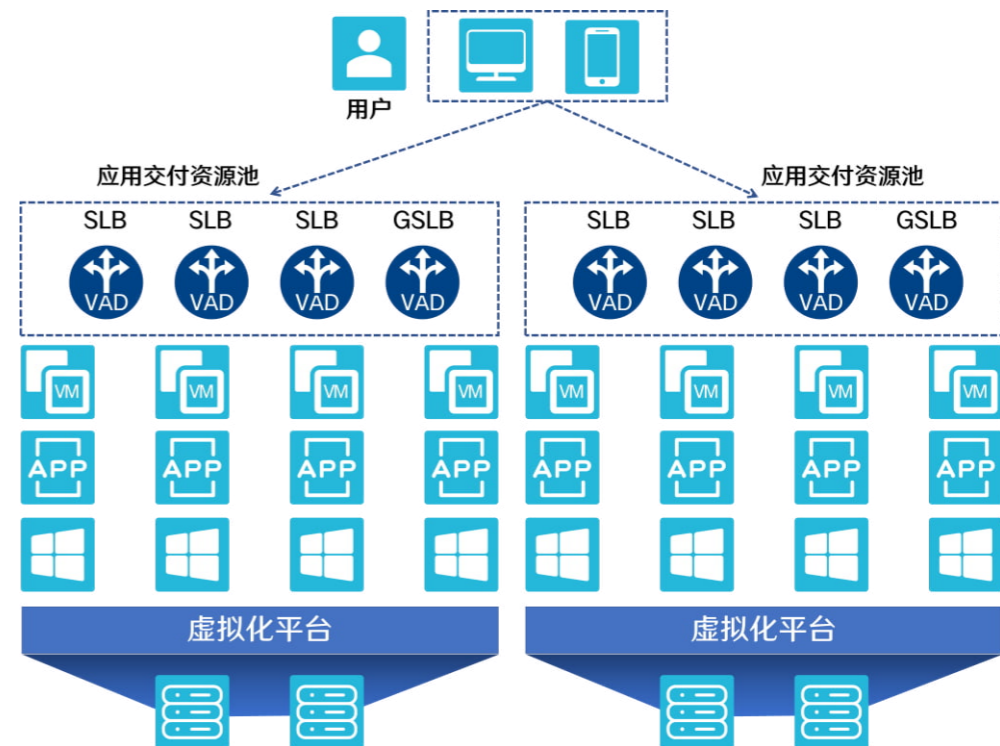 用户
应用交付资源池 应用交付资源池
SLB SLB SLB GSLB SLB SLB SLB GSLB
VAD VAD VAD VAD VAD VAD VAD VAD
VM VM VM VM VM VM VM VM
APP APP APP APP APP APP APP APP
虚拟化平台 虚拟化平台